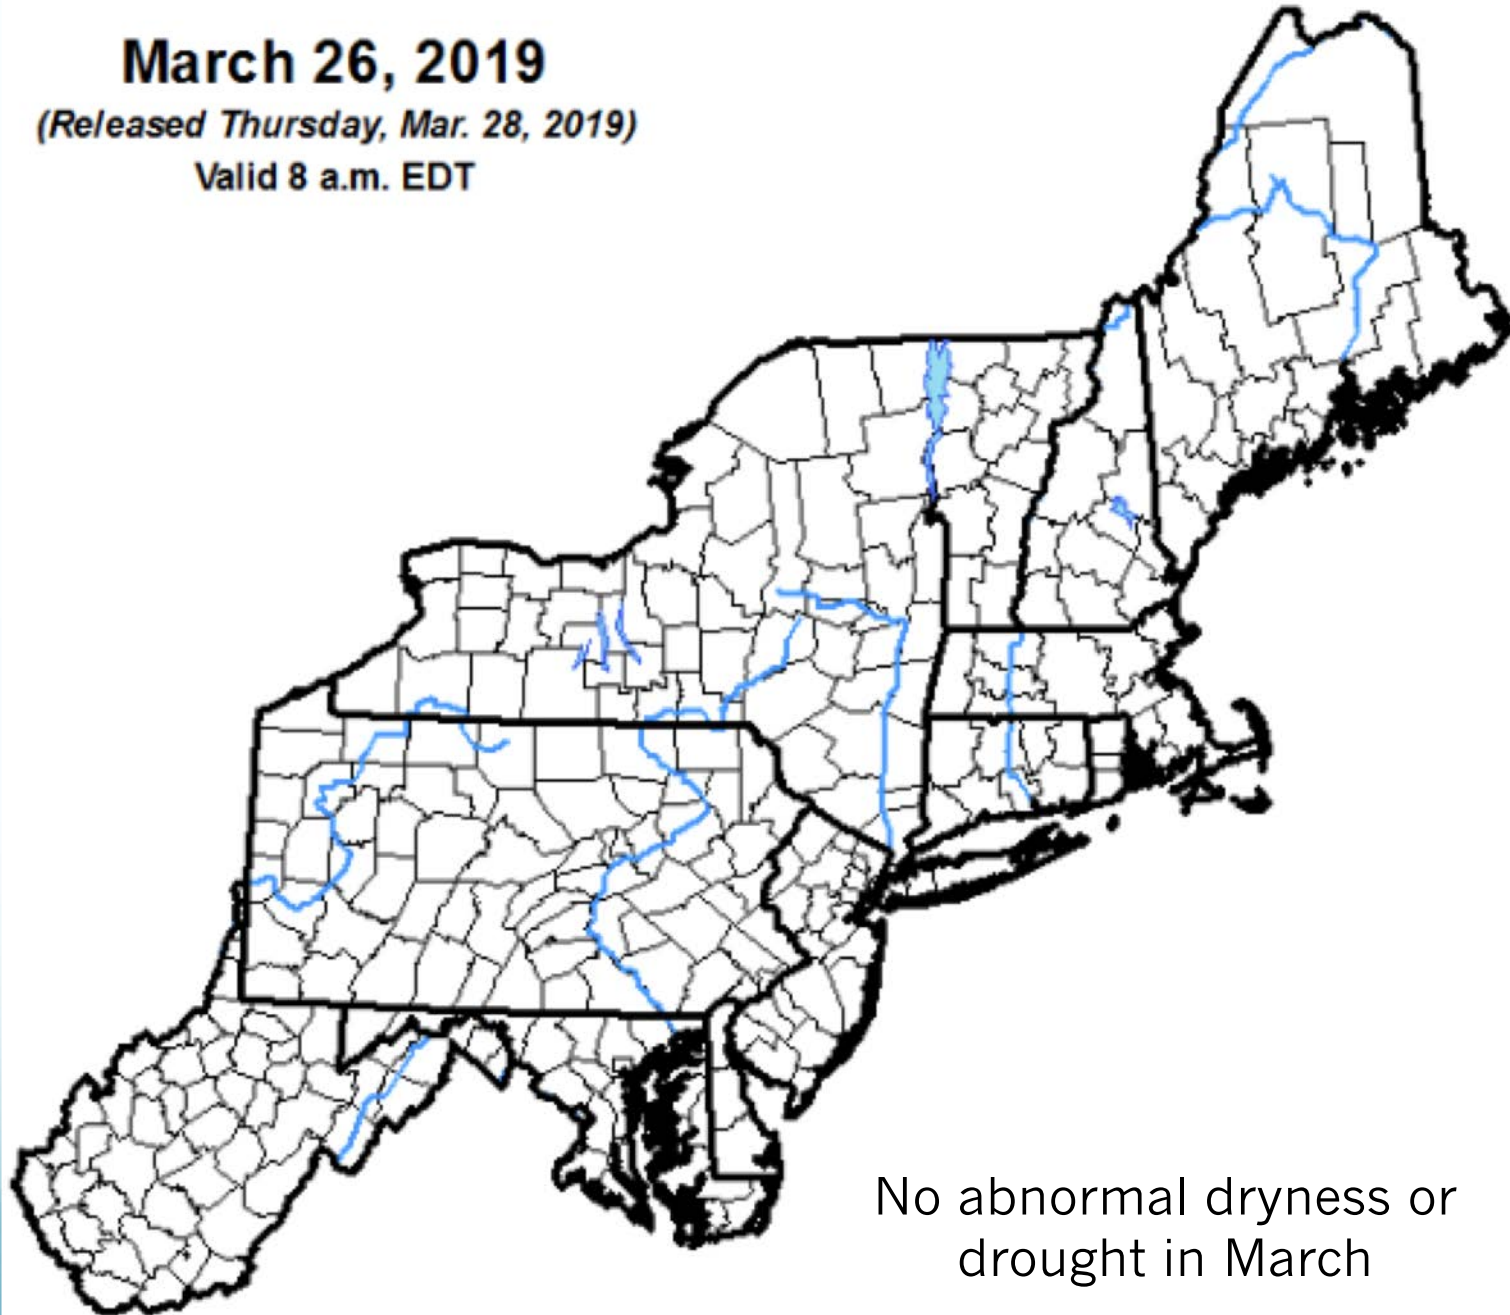 March 26, 2019
(Released Thursday, Mar. 28, 2019)
Valid 8 a.m. EDT
No abnormal dryness or
drought in March